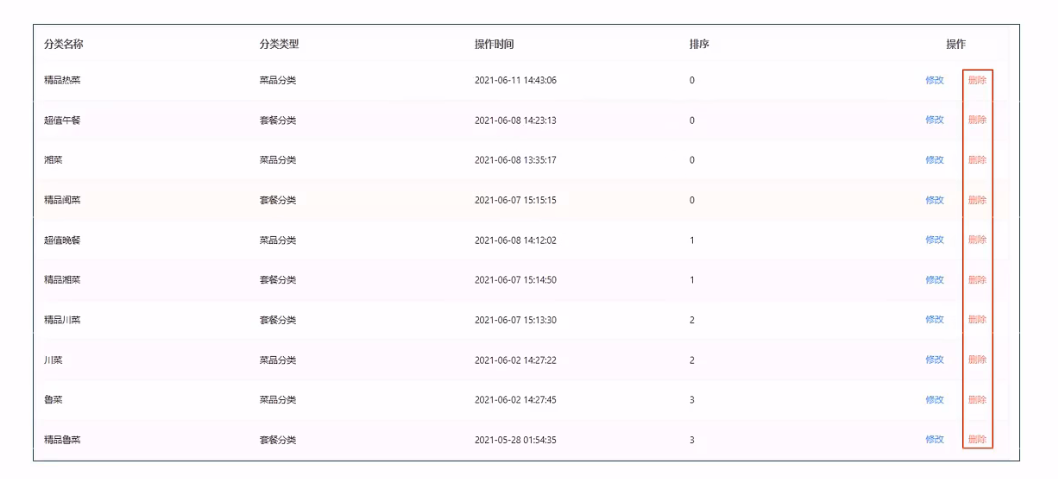 分类名称 分类类型 操作时间 排序 操作
精品热菜 菜品分类 2021-06-11 14:43:06 0 修改 删除
超值午餐 套餐分类 2021-06-08 14:23:13 0 修改 删除
湘菜 菜品分类 2021-06-08 13:35:17 0 修改 删除
精品闽菜 套餐分类 2021-06-07 15:15:15 0 修改 删除
超值晚餐 菜品分类 2021-06-08 14:12:02 1 修改 删除
精品湘菜 套餐分类 2021-06-07 15:14:50 1 修改 删除
精品川菜 套餐分类 2021-06-07 15:13:30 2 修改 删除
川菜 菜品分类 2021-06-02 14:27:22 2 修改 删除
鲁菜 菜品分类 2021-06-02 14:27:45 3 修改 删除
精品鲁菜 套餐分类 2021-05-28 01:54:35 3 修改 删除